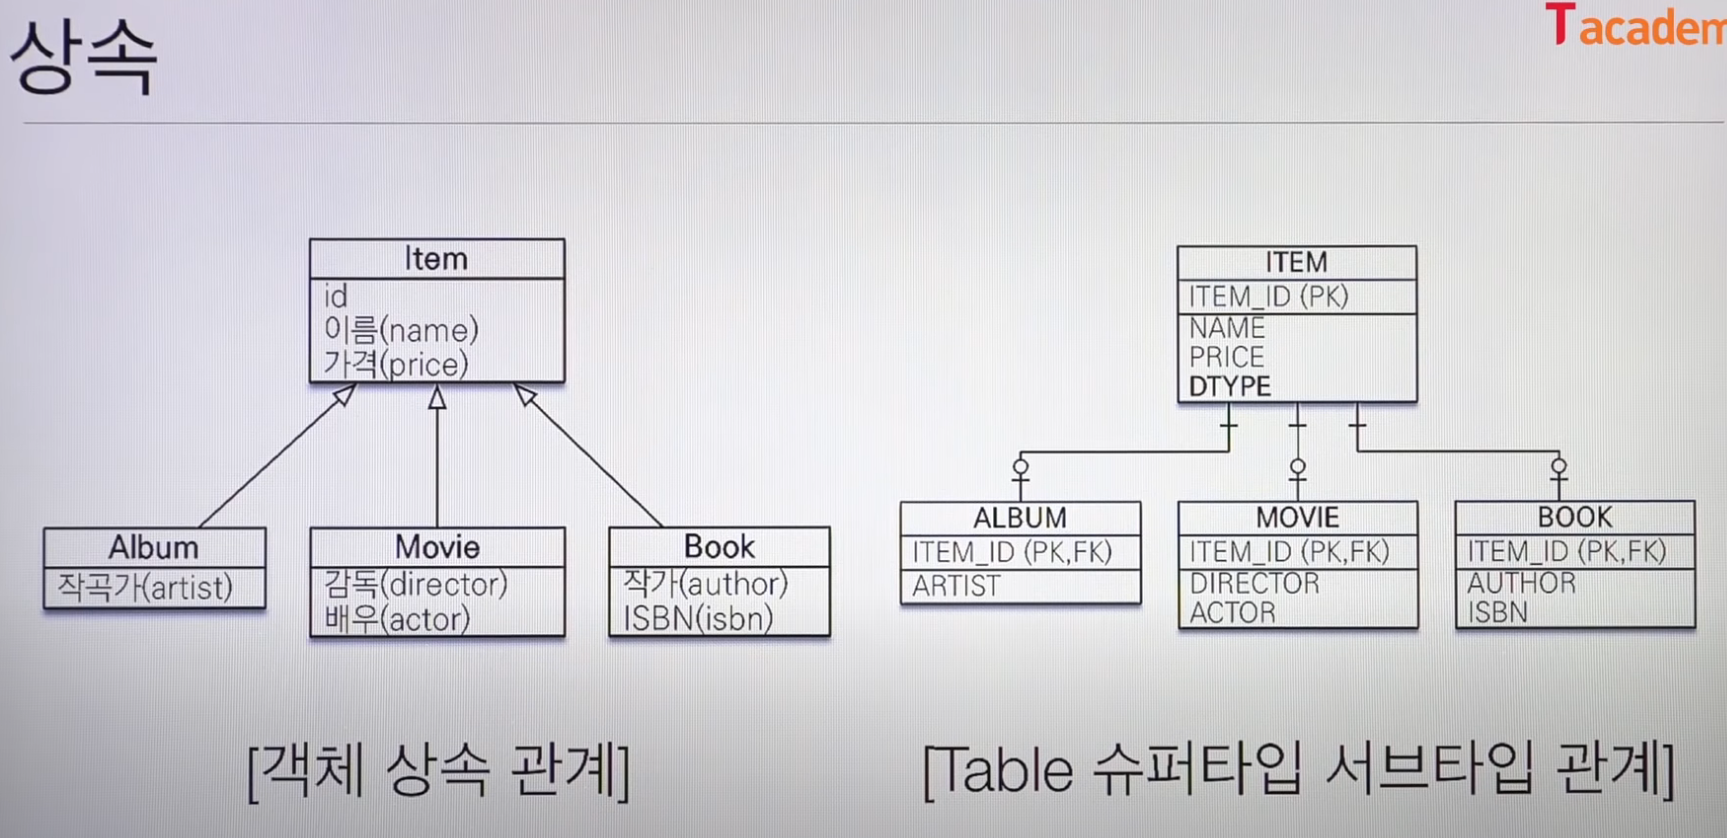 상속
T academ
Item
id
이름(name)
가격(price)
Album
작곡가(artist)
Movie
감독(director)
배우(actor)
Book
작가(author)
ISBN(isbn)
[객체 상속 관계]
ITEM
ITEM_ID (PK)
NAME
PRICE
DTYPE
ALBUM
ITEM_ID (PK,FK)
ARTIST
MOVIE
ITEM_ID (PK,FK)
DIRECTOR
ACTOR
BOOK
ITEM_ID (PK,FK)
AUTHOR
ISBN
[Table 슈퍼타입 서브타입 관계]